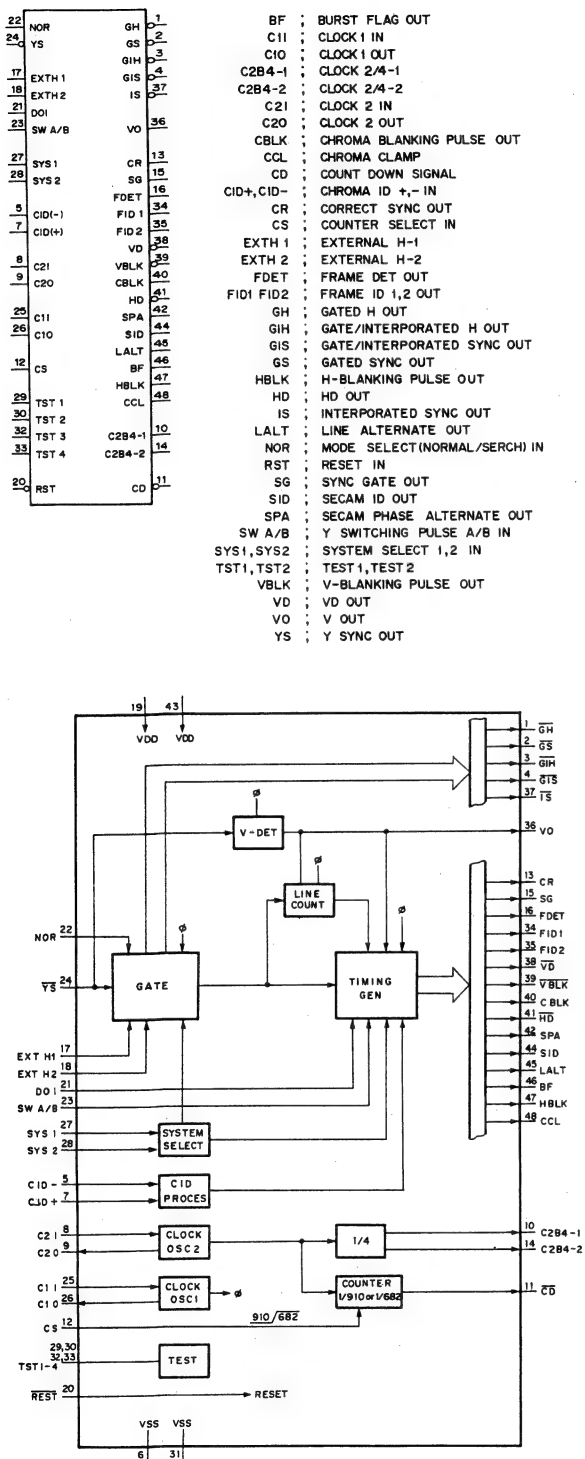 22 NOR GH 1
24 YS GS 2
GIH 3
17 EXTH 1 GIS 4
18 EXTH 2 IS 37
21 DOI
23 SW A/B VO 36
27 SYS 1 CR 13
28 SYS 2 SG 15
FDET 16
5 CID(-) FID 1 34
7 CID(+) FID 2 35
VD 38
8 C2I VBLK 39
9 C2O CBLK 40
HD 41
25 C1I SPA 42
26 C1O SID 44
LALT 45
12 CS BF 46
HBLK 47
29 TST 1 CCL 48
30 TST 2
32 TST 3 C2B4-1 10
33 TST 4 C2B4-2 14
20 RST CD 11
BF ; BURST FLAG OUT
C1I ; CLOCK 1 IN
C1O ; CLOCK 1 OUT
C2B4-1 ; CLOCK 2/4-1
C2B4-2 ; CLOCK 2/4-2
C2I ; CLOCK 2 IN
C2O ; CLOCK 2 OUT
CBLK ; CHROMA BLANKING PULSE OUT
CCL ; CHROMA CLAMP
CD ; COUNT DOWN SIGNAL
CID+,CID- ; CHROMA ID +,- IN
CR ; CORRECT SYNC OUT
CS ; COUNTER SELECT IN
EXTH 1 ; EXTERNAL H-1
EXTH 2 ; EXTERNAL H-2
FDET ; FRAME DET OUT
FID1 FID2 ; FRAME ID 1,2 OUT
GH ; GATED H OUT
GIH ; GATE/INTERPORATED H OUT
GIS ; GATE/INTERPORATED SYNC OUT
GS ; GATED SYNC OUT
HBLK ; H-BLANKING PULSE OUT
HD ; HD OUT
IS ; INTERPORATED SYNC OUT
LALT ; LINE ALTERNATE OUT
NOR ; MODE SELECT(NORMAL/SERCH) IN
RST ; RESET IN
SG ; SYNC GATE OUT
SID ; SECAM ID OUT
SPA ; SECAM PHASE ALTERNATE OUT
SW A/B ; Y SWITCHING PULSE A/B IN
SYS1,SYS2 ; SYSTEM SELECT 1,2 IN
TST1,TST2 ; TEST1,TEST2
VBLK ; V-BLANKING PULSE OUT
VD ; VD OUT
VO ; V OUT
YS ; Y SYNC OUT
19 43
VDD VDD
1 GH
2 GS
3 GIH
4 GIS
37 IS
ø
V-DET
36 VO
LINE COUNT ø
ø
NOR 22
YS 24
GATE ø
TIMING GEN
13 CR
15 SG
16 FDET
34 FID1
35 FID2
38 VD
39 VBLK
40 CBLK
41 HD
42 SPA
44 SID
45 LALT
46 BF
47 HBLK
48 CCL
EXT H1 17
EXT H2 18
DOI 21
SW A/B 23
SYS 1 27
SYS 2 28
SYSTEM SELECT
CID- 5
CID+ 7
CID PROCES
C2I 8
C2O 9
CLOCK OSC2
1/4
10 C2B4-1
14 C2B4-2
C1I 25
C1O 26
CLOCK OSC1 ø
COUNTER 1/910 or 1/682
11 CD
CS 12
910/682
29,30
32,33
TST1-4
TEST
REST 20
RESET
VSS VSS
6 31